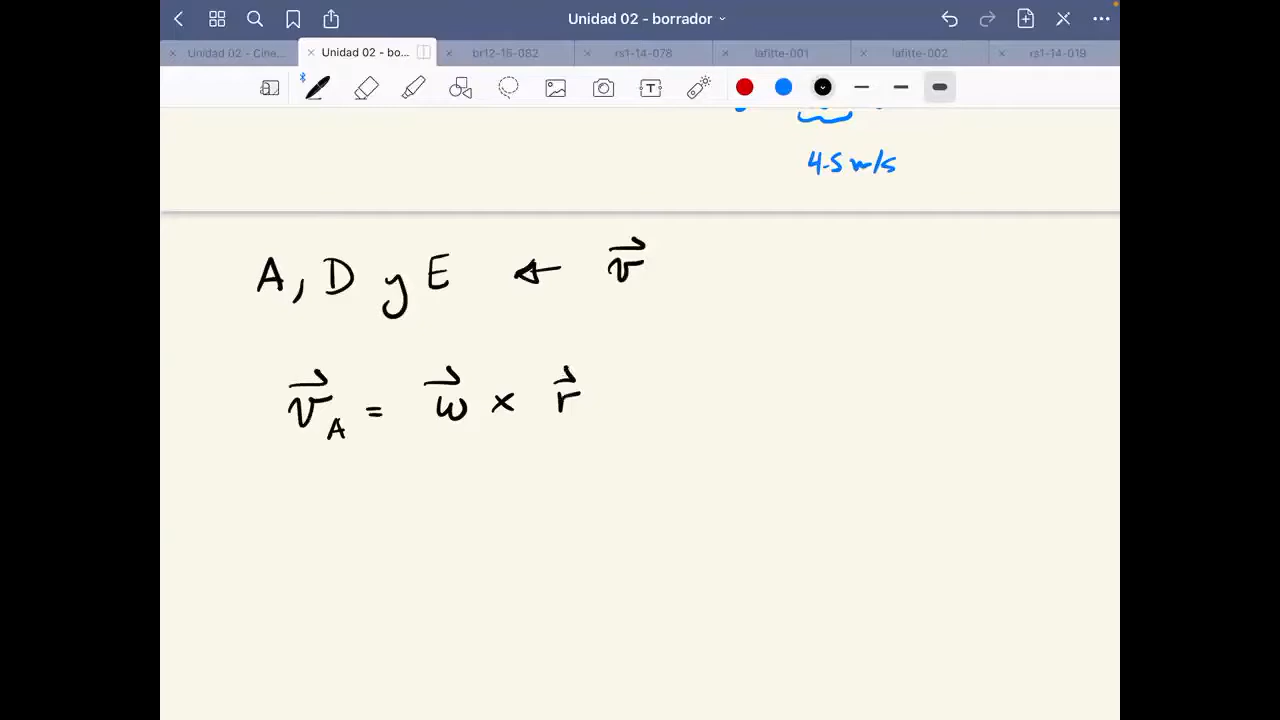 Unidad 02 - borrador
Unidad 02 - Cine...
Unidad 02 - bo...
br12-15-082
rs1-14-078
lafitte-001
lafitte-002
rs1-14-019
4.5 m/s
A, D y E ← v⃗
v⃗_A = ω⃗ × r⃗